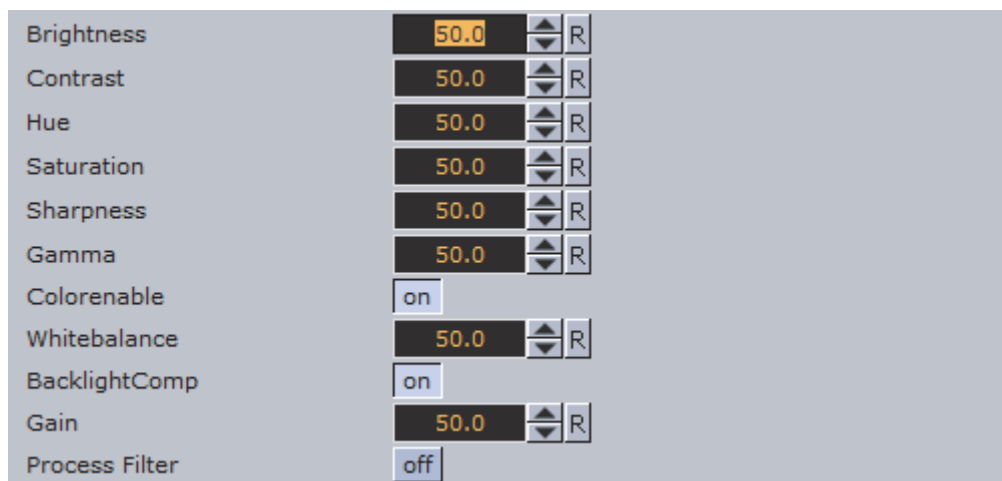 Brightness 50.0 R
Contrast 50.0 R
Hue 50.0 R
Saturation 50.0 R
Sharpness 50.0 R
Gamma 50.0 R
Colorenable on
Whitebalance 50.0 R
BacklightComp on
Gain 50.0 R
Process Filter off